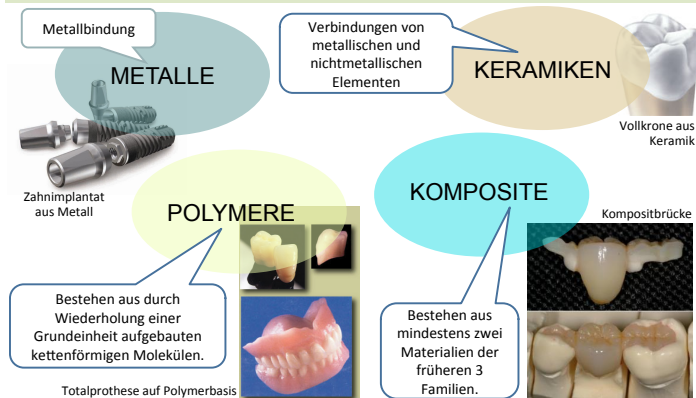 Metallbindung
METALLE
Verbindungen von
metallischen und
nichtmetallischen
Elementen
KERAMIKEN
Vollkrone aus
Keramik
Zahnimplantat
aus Metall
POLYMERE
KOMPOSITE
Kompositbrücke
Bestehen aus durch
Wiederholung einer
Grundeinheit aufgebauten
kettenförmigen Molekülen.
Bestehen aus
mindestens zwei
Materialien der
früheren 3
Familien.
Totalprothese auf Polymerbasis